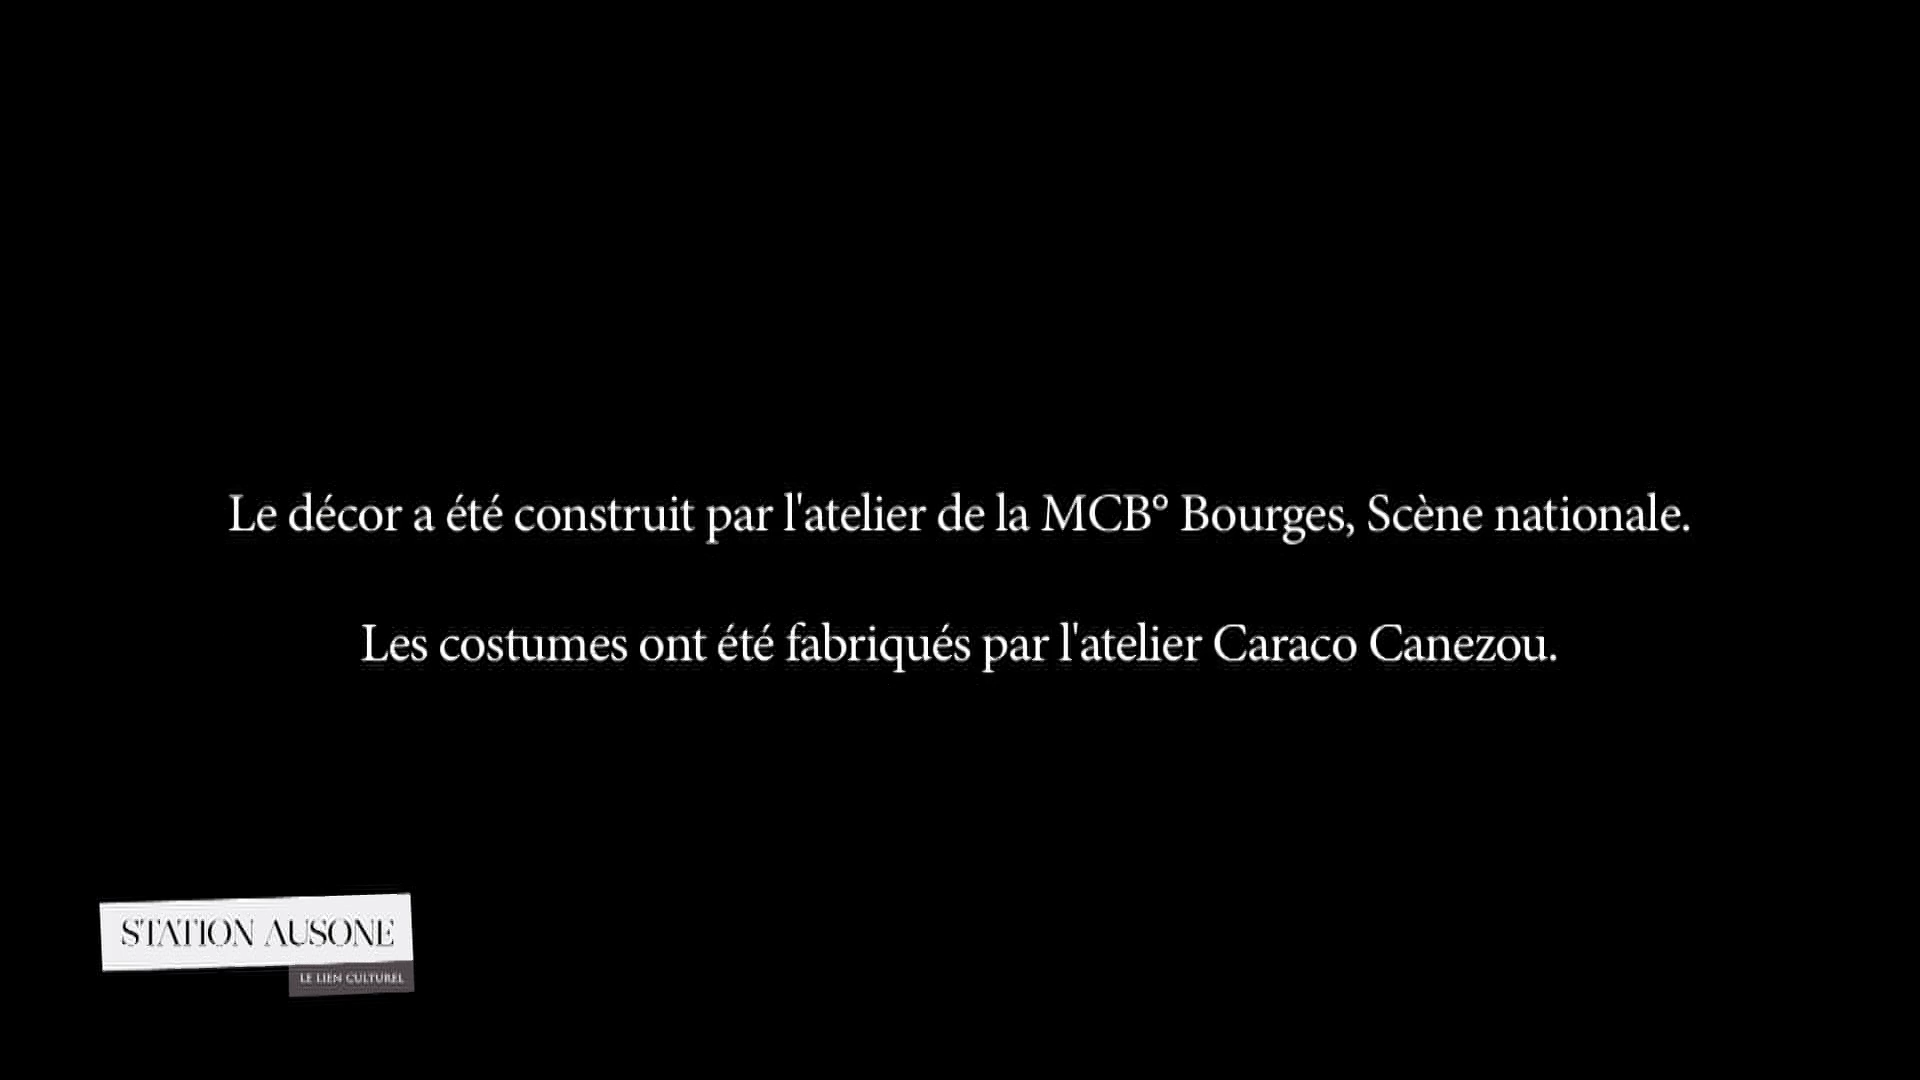 Le décor a été construit par l'atelier de la MCB° Bourges, Scène nationale.
Les costumes ont été fabriqués par l'atelier Caraco Canezou.
STATION AUSONE
LE LIEN CULTUREL